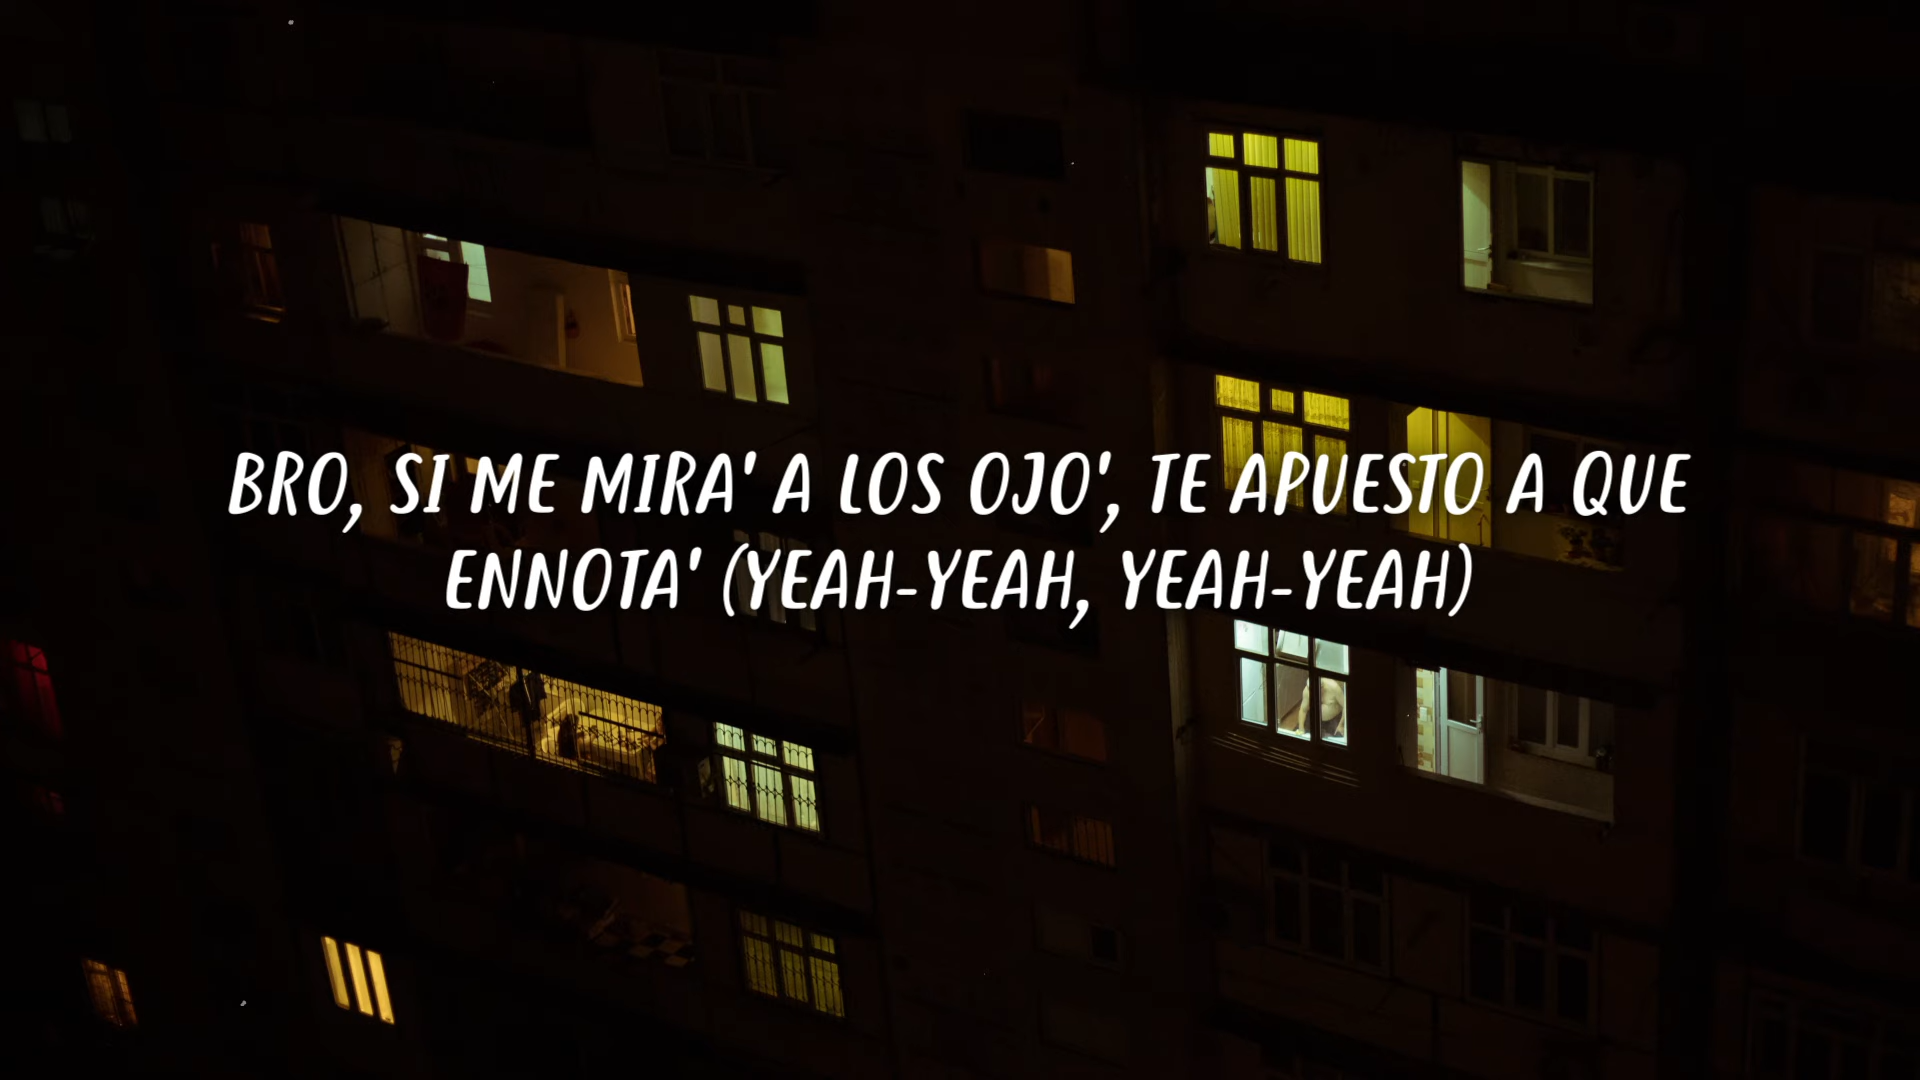 BRO, SI ME MIRA' A LOS OJO', TE APUESTO A QUE
ENNOTA' (YEAH-YEAH, YEAH-YEAH)